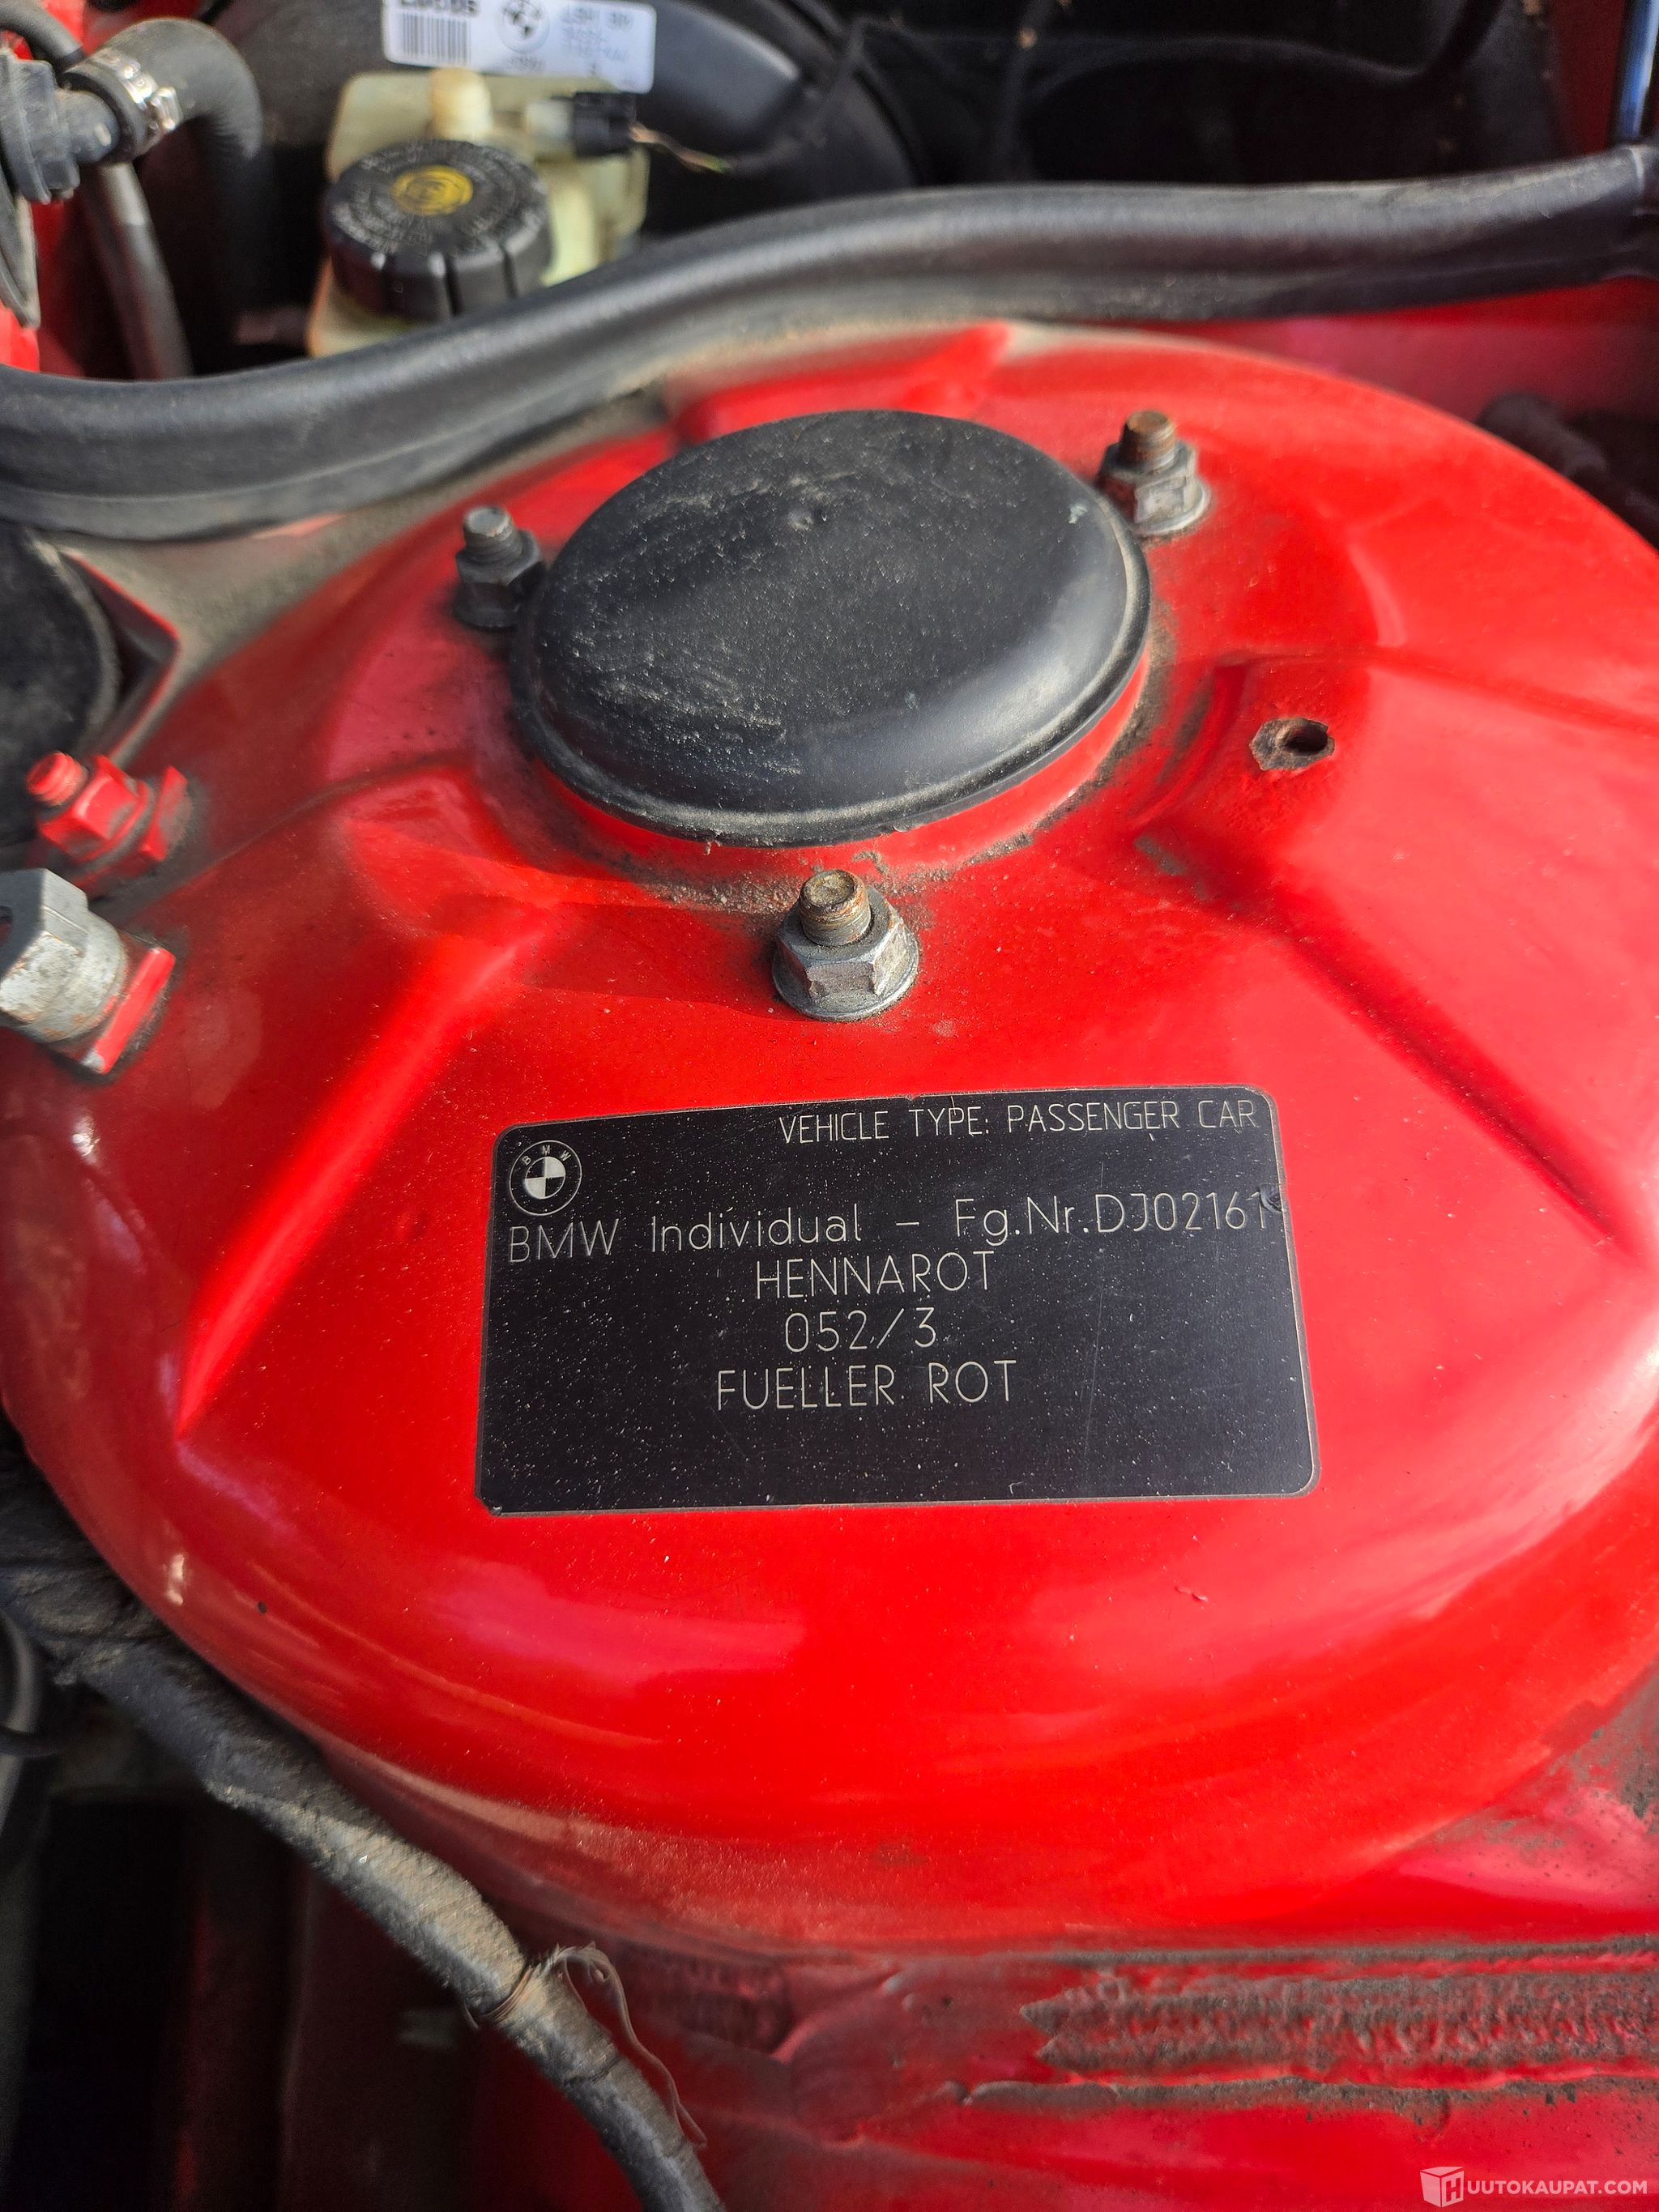 VEHICLE TYPE: PASSENGER CAR
BMW
BMW Individual - Fg.Nr.DJ02161
HENNAROT
052/3
FUELLER ROT
HUUTOKAUPAT.COM